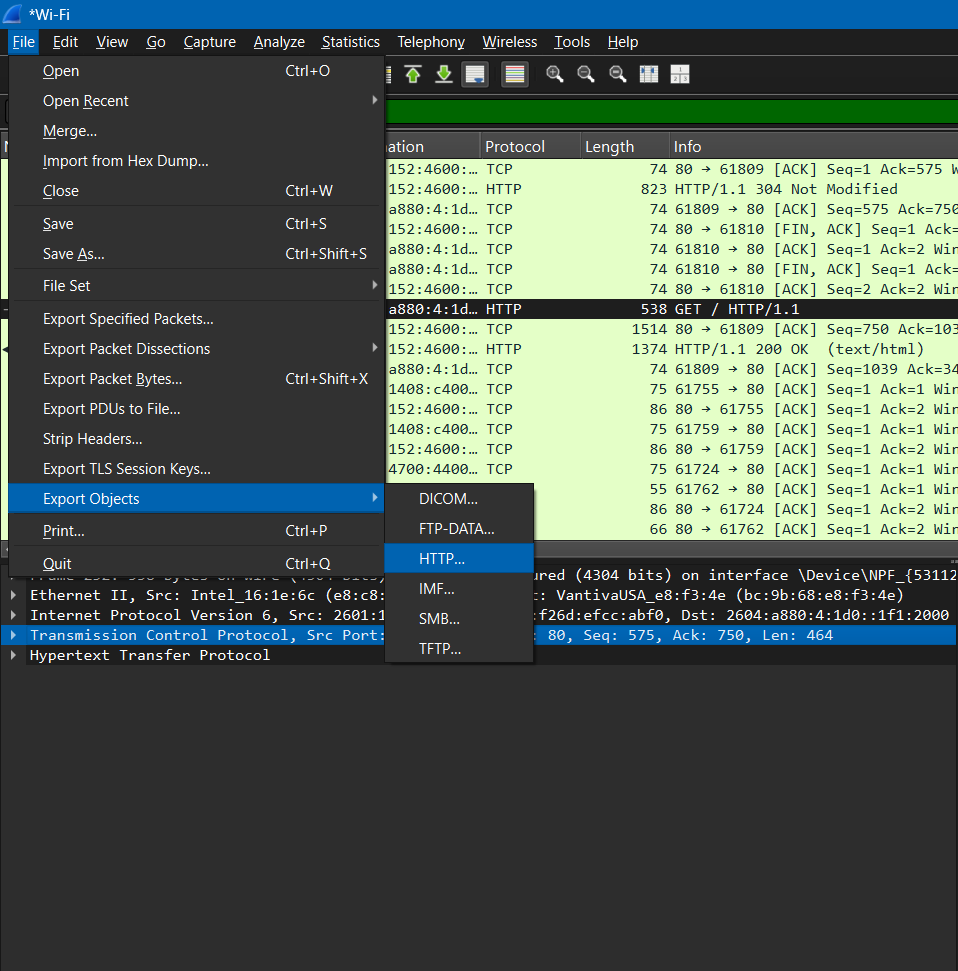 *Wi-Fi
File Edit View Go Capture Analyze Statistics Telephony Wireless Tools Help
Open Ctrl+O
Open Recent
Merge...
Import from Hex Dump...
Close Ctrl+W
Save Ctrl+S
Save As... Ctrl+Shift+S
File Set
Export Specified Packets...
Export Packet Dissections
Export Packet Bytes... Ctrl+Shift+X
Export PDUs to File...
Strip Headers...
Export TLS Session Keys...
Export Objects
Print... Ctrl+P
Quit Ctrl+Q
DICOM...
FTP-DATA...
HTTP...
IMF...
SMB...
TFTP...
ation Protocol Length Info
152:4600:… TCP 74 80 → 61809 [ACK] Seq=1 Ack=575 W
152:4600:… HTTP 823 HTTP/1.1 304 Not Modified
a880:4:1d… TCP 74 61809 → 80 [ACK] Seq=575 Ack=750
152:4600:… TCP 74 80 → 61810 [FIN, ACK] Seq=1 Ack=
a880:4:1d… TCP 74 61810 → 80 [ACK] Seq=1 Ack=2 Win
a880:4:1d… TCP 74 61810 → 80 [FIN, ACK] Seq=1 Ack=
152:4600:… TCP 74 80 → 61810 [ACK] Seq=2 Ack=2 Win
a880:4:1d… HTTP 538 GET / HTTP/1.1
152:4600:… TCP 1514 80 → 61809 [ACK] Seq=750 Ack=103
152:4600:… HTTP 1374 HTTP/1.1 200 OK (text/html)
a880:4:1d… TCP 74 61809 → 80 [ACK] Seq=1039 Ack=34
1408:c400… TCP 75 61755 → 80 [ACK] Seq=1 Ack=1 Win
152:4600:… TCP 86 80 → 61755 [ACK] Seq=1 Ack=2 Win
1408:c400… TCP 75 61759 → 80 [ACK] Seq=1 Ack=1 Win
152:4600:… TCP 86 80 → 61759 [ACK] Seq=1 Ack=2 Win
4700:4400… TCP 75 61724 → 80 [ACK] Seq=1 Ack=1 Win
55 61762 → 80 [ACK] Seq=1 Ack=1 Win
86 80 → 61724 [ACK] Seq=1 Ack=2 Win
66 80 → 61762 [ACK] Seq=1 Ack=2 Win
ured (4304 bits) on interface \Device\NPF_{53112
Ethernet II, Src: Intel_16:1e:6c (e8:c8: t: VantivaUSA_e8:f3:4e (bc:9b:68:e8:f3:4e)
Internet Protocol Version 6, Src: 2601:1 :f26d:efcc:abf0, Dst: 2604:a880:4:1d0::1f1:2000
Transmission Control Protocol, Src Port: : 80, Seq: 575, Ack: 750, Len: 464
Hypertext Transfer Protocol